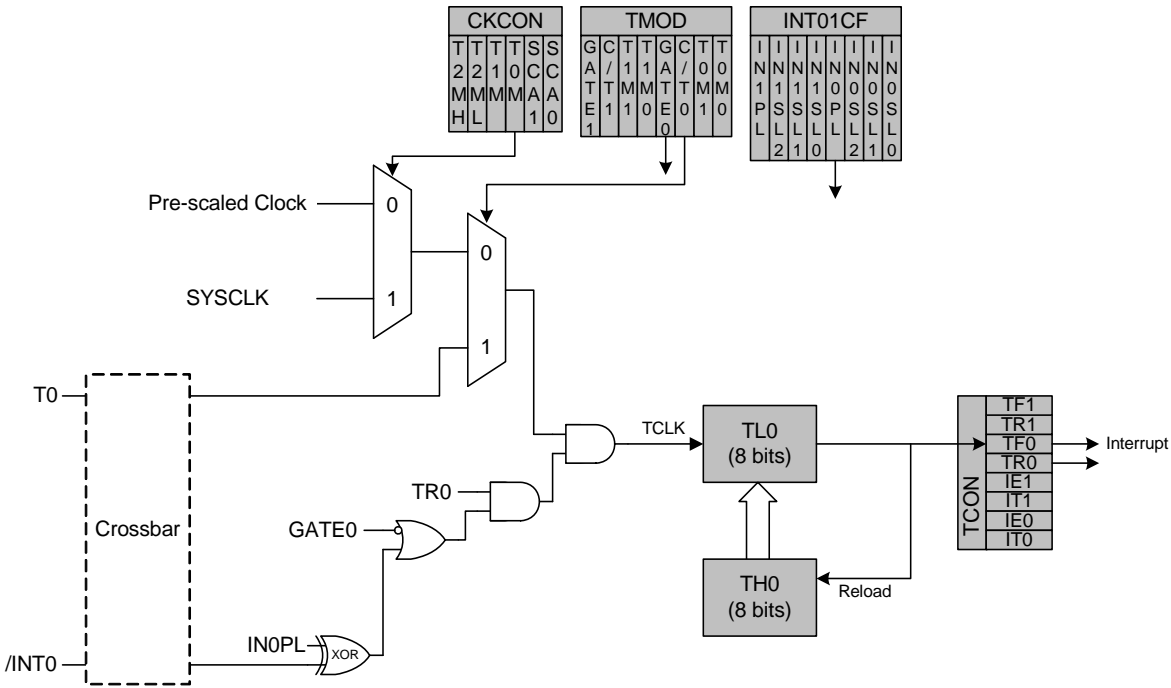 CKCON
TMOD
INT01CF
T2MH
T2ML
T1M
T0M
SCA1
SCA0
GATE1
C/T1
T1M1
T1M0
GATE0
C/T0
T0M1
T0M0
IN1PL
IN1SL2
IN1SL1
IN1SL0
IN0PL
IN0SL2
IN0SL1
IN0SL0
Pre-scaled Clock
0
0
SYSCLK
1
1
T0
TF1
TR1
TF0
TR0
IE1
IT1
IE0
IT0
TCON
Interrupt
TCLK
TL0
(8 bits)
TR0
GATE0
Crossbar
TH0
(8 bits)
Reload
IN0PL
XOR
/INT0